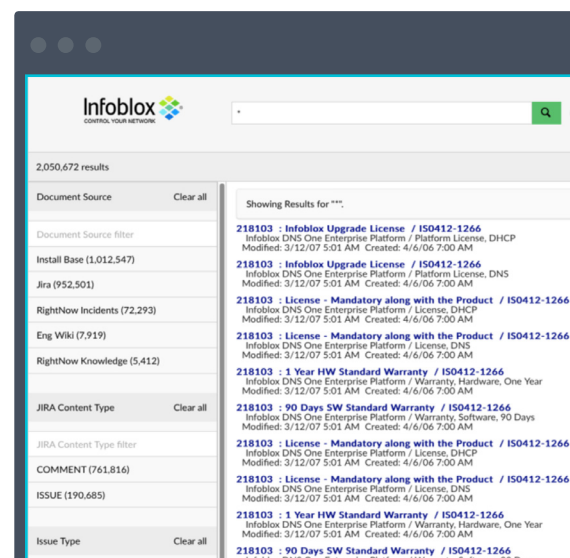 Infoblox
CONTROL YOUR NETWORK
*
2,050,672 results
Document Source Clear all
Document Source filter
Install Base (1,012,547)
Jira (952,501)
RightNow Incidents (72,293)
Eng Wiki (7,919)
RightNow Knowledge (5,412)
JIRA Content Type Clear all
JIRA Content Type filter
COMMENT (761,816)
ISSUE (190,685)
Issue Type Clear all
Showing Results for "*".
218103 : Infoblox Upgrade License / IS0412-1266
Infoblox DNS One Enterprise Platform / Platform License, DHCP
Modified: 3/12/07 5:01 AM Created: 4/6/06 7:00 AM
218103 : Infoblox Upgrade License / IS0412-1266
Infoblox DNS One Enterprise Platform / Platform License, DNS
Modified: 3/12/07 5:01 AM Created: 4/6/06 7:00 AM
218103 : License - Mandatory along with the Product / IS0412-1266
Infoblox DNS One Enterprise Platform / License, DHCP
Modified: 3/12/07 5:01 AM Created: 4/6/06 7:00 AM
218103 : License - Mandatory along with the Product / IS0412-1266
Infoblox DNS One Enterprise Platform / License, DNS
Modified: 3/12/07 5:01 AM Created: 4/6/06 7:00 AM
218103 : 1 Year HW Standard Warranty / IS0412-1266
Infoblox DNS One Enterprise Platform / Warranty, Hardware, One Year
Modified: 3/12/07 5:01 AM Created: 4/6/06 7:00 AM
218103 : 90 Days SW Standard Warranty / IS0412-1266
Infoblox DNS One Enterprise Platform / Warranty, Software, 90 Days
Modified: 3/12/07 5:01 AM Created: 4/6/06 7:00 AM
218103 : License - Mandatory along with the Product / IS0412-1266
Infoblox DNS One Enterprise Platform / License, DHCP
Modified: 3/12/07 5:01 AM Created: 4/6/06 7:00 AM
218103 : License - Mandatory along with the Product / IS0412-1266
Infoblox DNS One Enterprise Platform / License, DNS
Modified: 3/12/07 5:01 AM Created: 4/6/06 7:00 AM
218103 : 1 Year HW Standard Warranty / IS0412-1266
Infoblox DNS One Enterprise Platform / Warranty, Hardware, One Year
Modified: 3/12/07 5:01 AM Created: 4/6/06 7:00 AM
218103 : 90 Days SW Standard Warranty / IS0412-1266